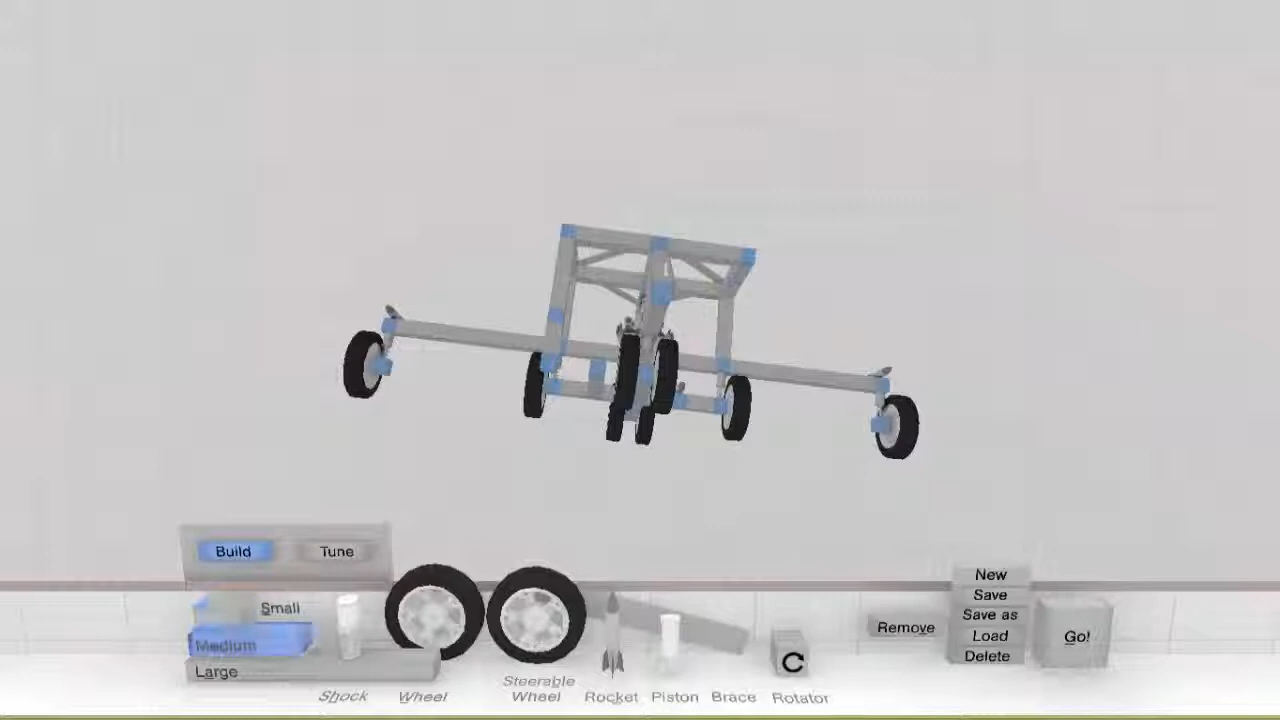 Build
Tune
Small
Medium
Large
Shock
Wheel
Steerable
Wheel
Rocket
Piston
Brace
Rotator
Remove
New
Save
Save as
Load
Delete
Go!